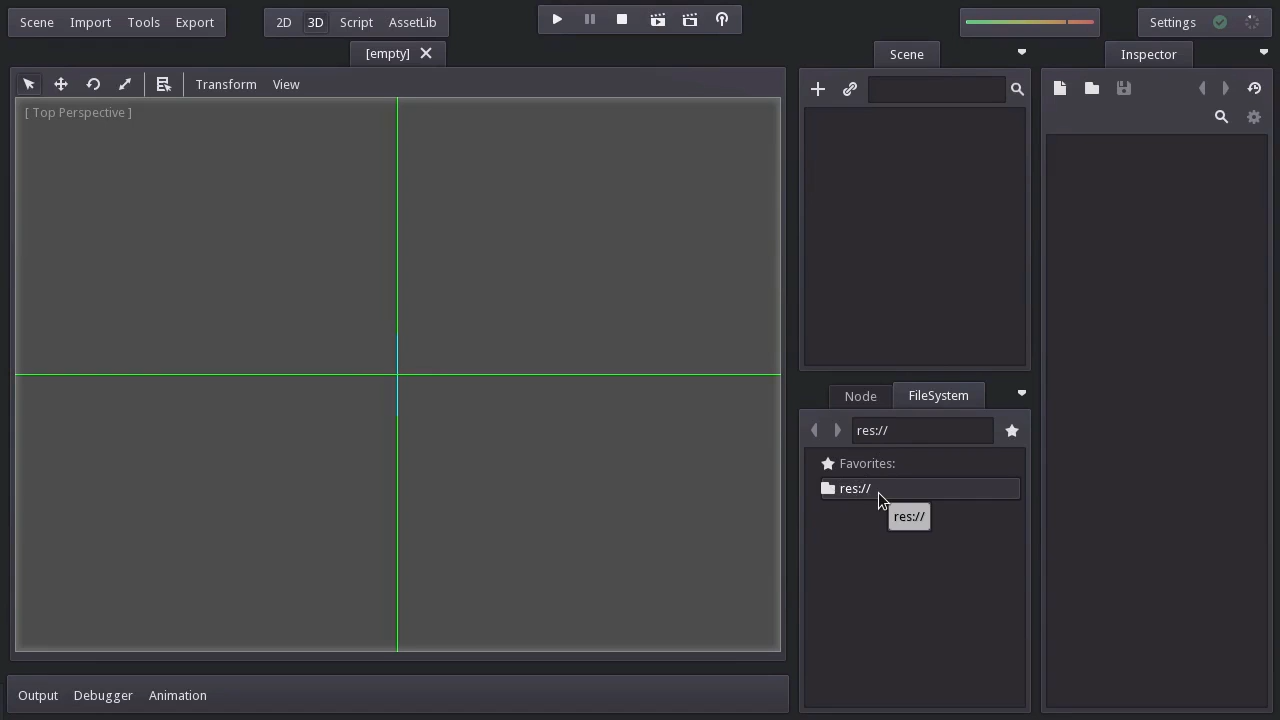 Scene Import Tools Export 2D 3D Script AssetLib Settings
[empty] Scene Inspector
Transform View
[ Top Perspective ]
Node FileSystem
res://
Favorites:
res://
res://
Output Debugger Animation